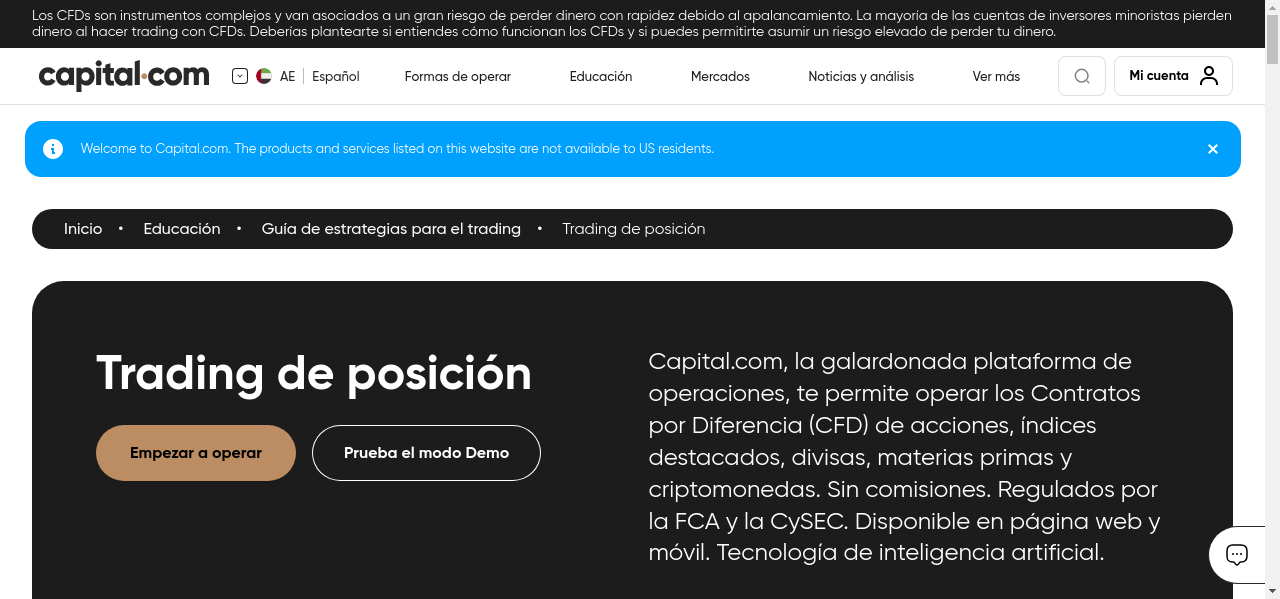 Los CFDs son instrumentos complejos y van asociados a un gran riesgo de perder dinero con rapidez debido al apalancamiento. La mayoría de las cuentas de inversores minoristas pierden
dinero al hacer trading con CFDs. Deberías plantearte si entiendes cómo funcionan los CFDs y si puedes permitirte asumir un riesgo elevado de perder tu dinero.
capital.com
AE
Español
Formas de operar
Educación
Mercados
Noticias y análisis
Ver más
Mi cuenta
Welcome to Capital.com. The products and services listed on this website are not available to US residents.
Inicio • Educación • Guía de estrategias para el trading • Trading de posición
Trading de posición
Empezar a operar
Prueba el modo Demo
Capital.com, la galardonada plataforma de
operaciones, te permite operar los Contratos
por Diferencia (CFD) de acciones, índices
destacados, divisas, materias primas y
criptomonedas. Sin comisiones. Regulados por
la FCA y la CySEC. Disponible en página web y
móvil. Tecnología de inteligencia artificial.